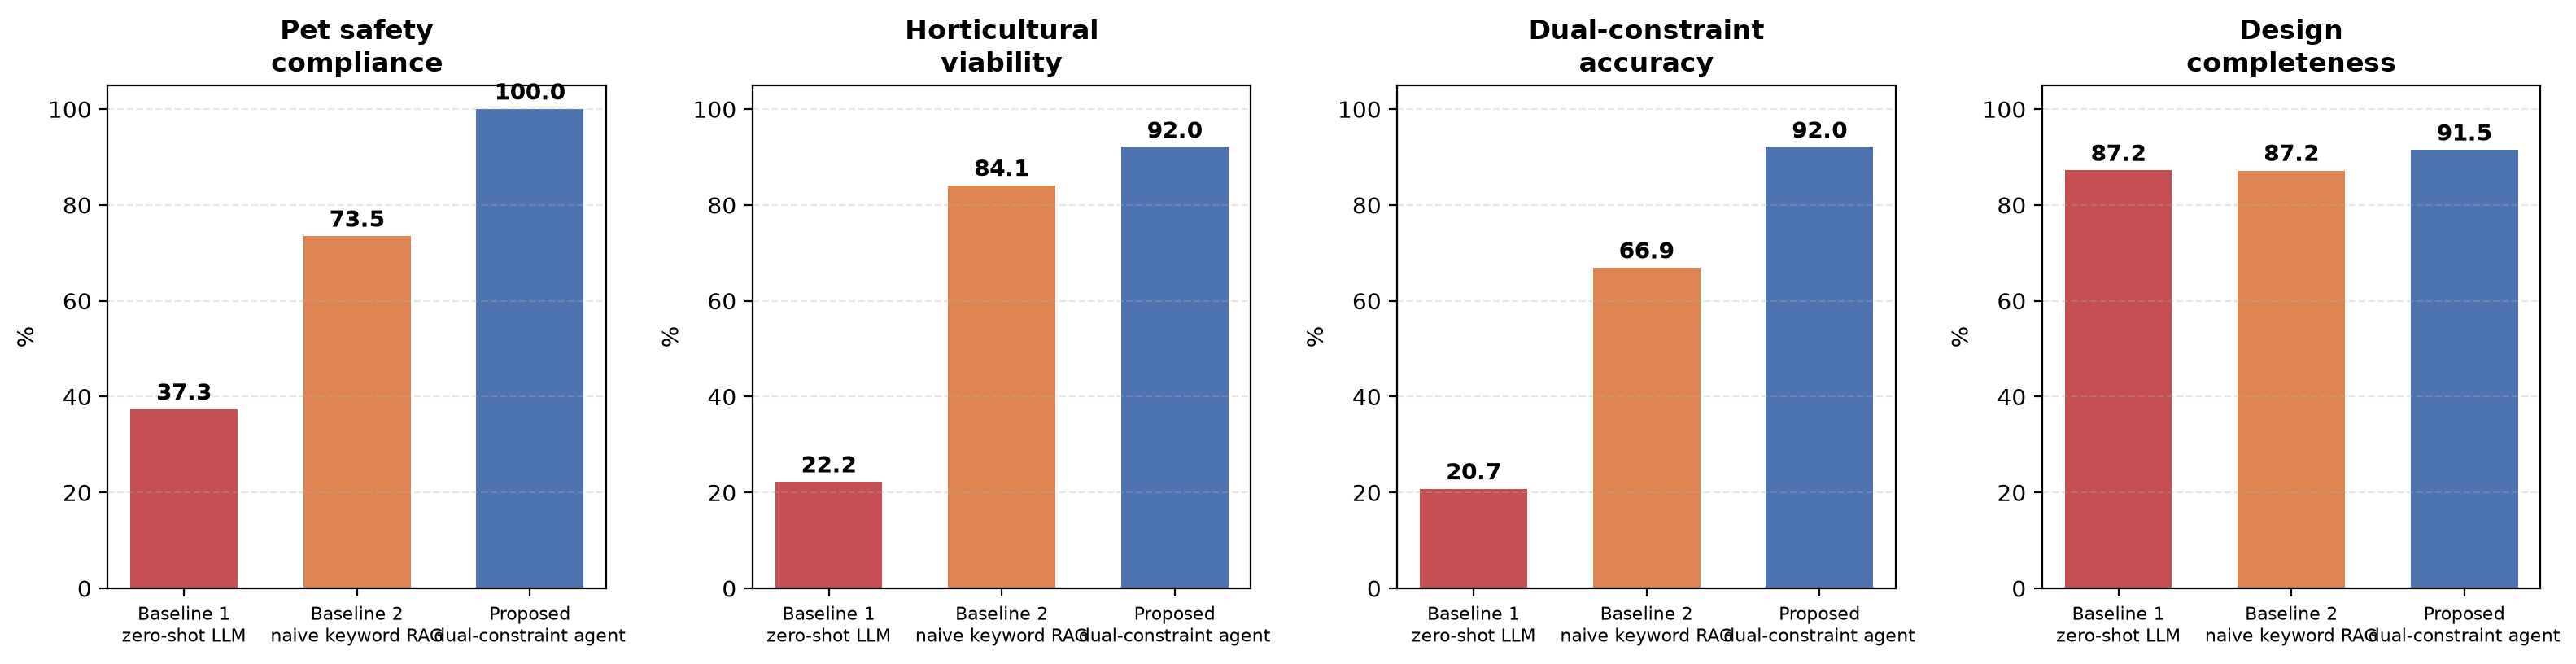 Pet safety
compliance
100
80
60
40
20
0
%
37.3
73.5
100.0
Baseline 1
zero-shot LLM
Baseline 2
naive keyword RAG
Proposed
dual-constraint agent
Horticultural
viability
100
80
60
40
20
0
%
22.2
84.1
92.0
Baseline 1
zero-shot LLM
Baseline 2
naive keyword RAG
Proposed
dual-constraint agent
Dual-constraint
accuracy
100
80
60
40
20
0
%
20.7
66.9
92.0
Baseline 1
zero-shot LLM
Baseline 2
naive keyword RAG
Proposed
dual-constraint agent
Design
completeness
100
80
60
40
20
0
%
87.2
87.2
91.5
Baseline 1
zero-shot LLM
Baseline 2
naive keyword RAG
Proposed
dual-constraint agent